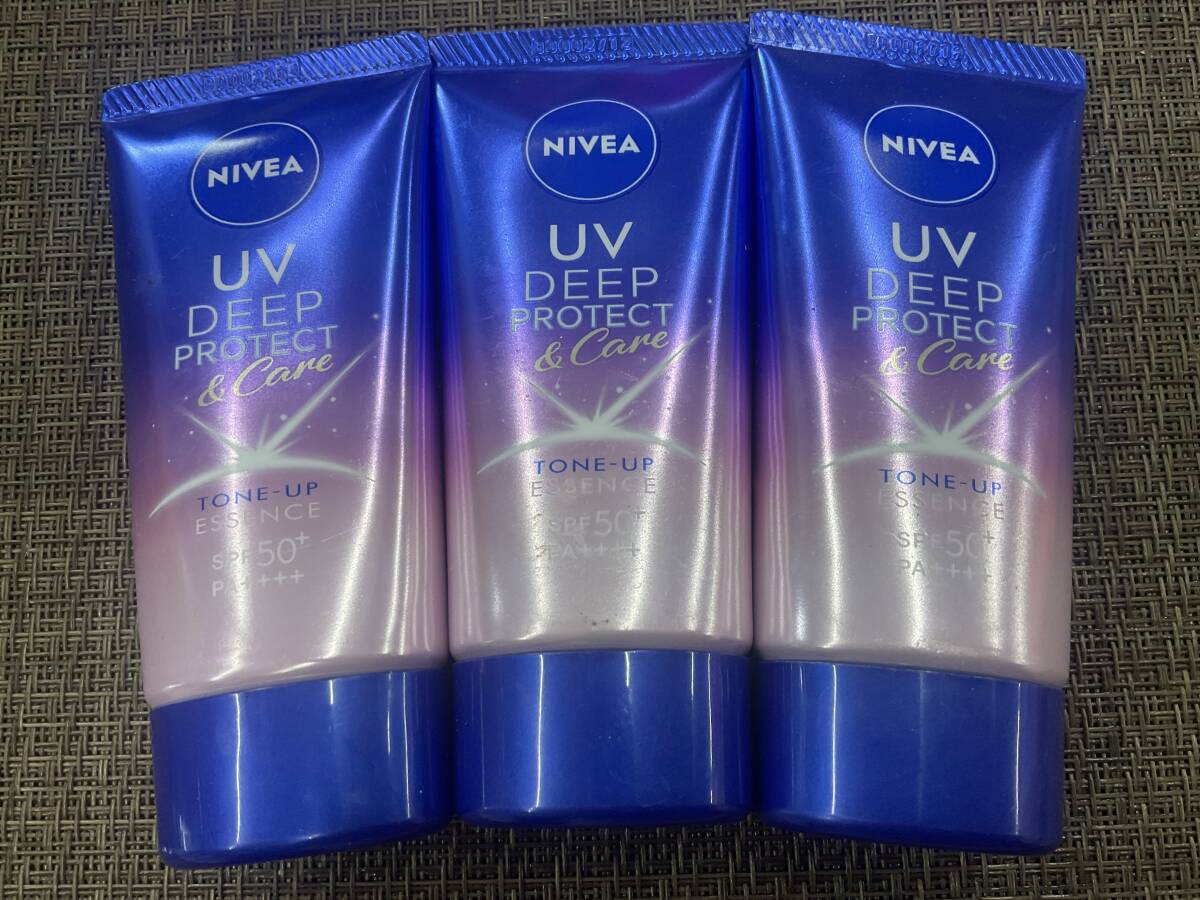 NIVEA
UV
DEEP
PROTECT
& Care
TONE-UP
ESSENCE
SPF50+
PA++++
NIVEA
UV
DEEP
PROTECT
& Care
TONE-UP
ESSENCE
SPF50+
PA++++
NIVEA
UV
DEEP
PROTECT
& Care
TONE-UP
ESSENCE
SPF50+
PA++++